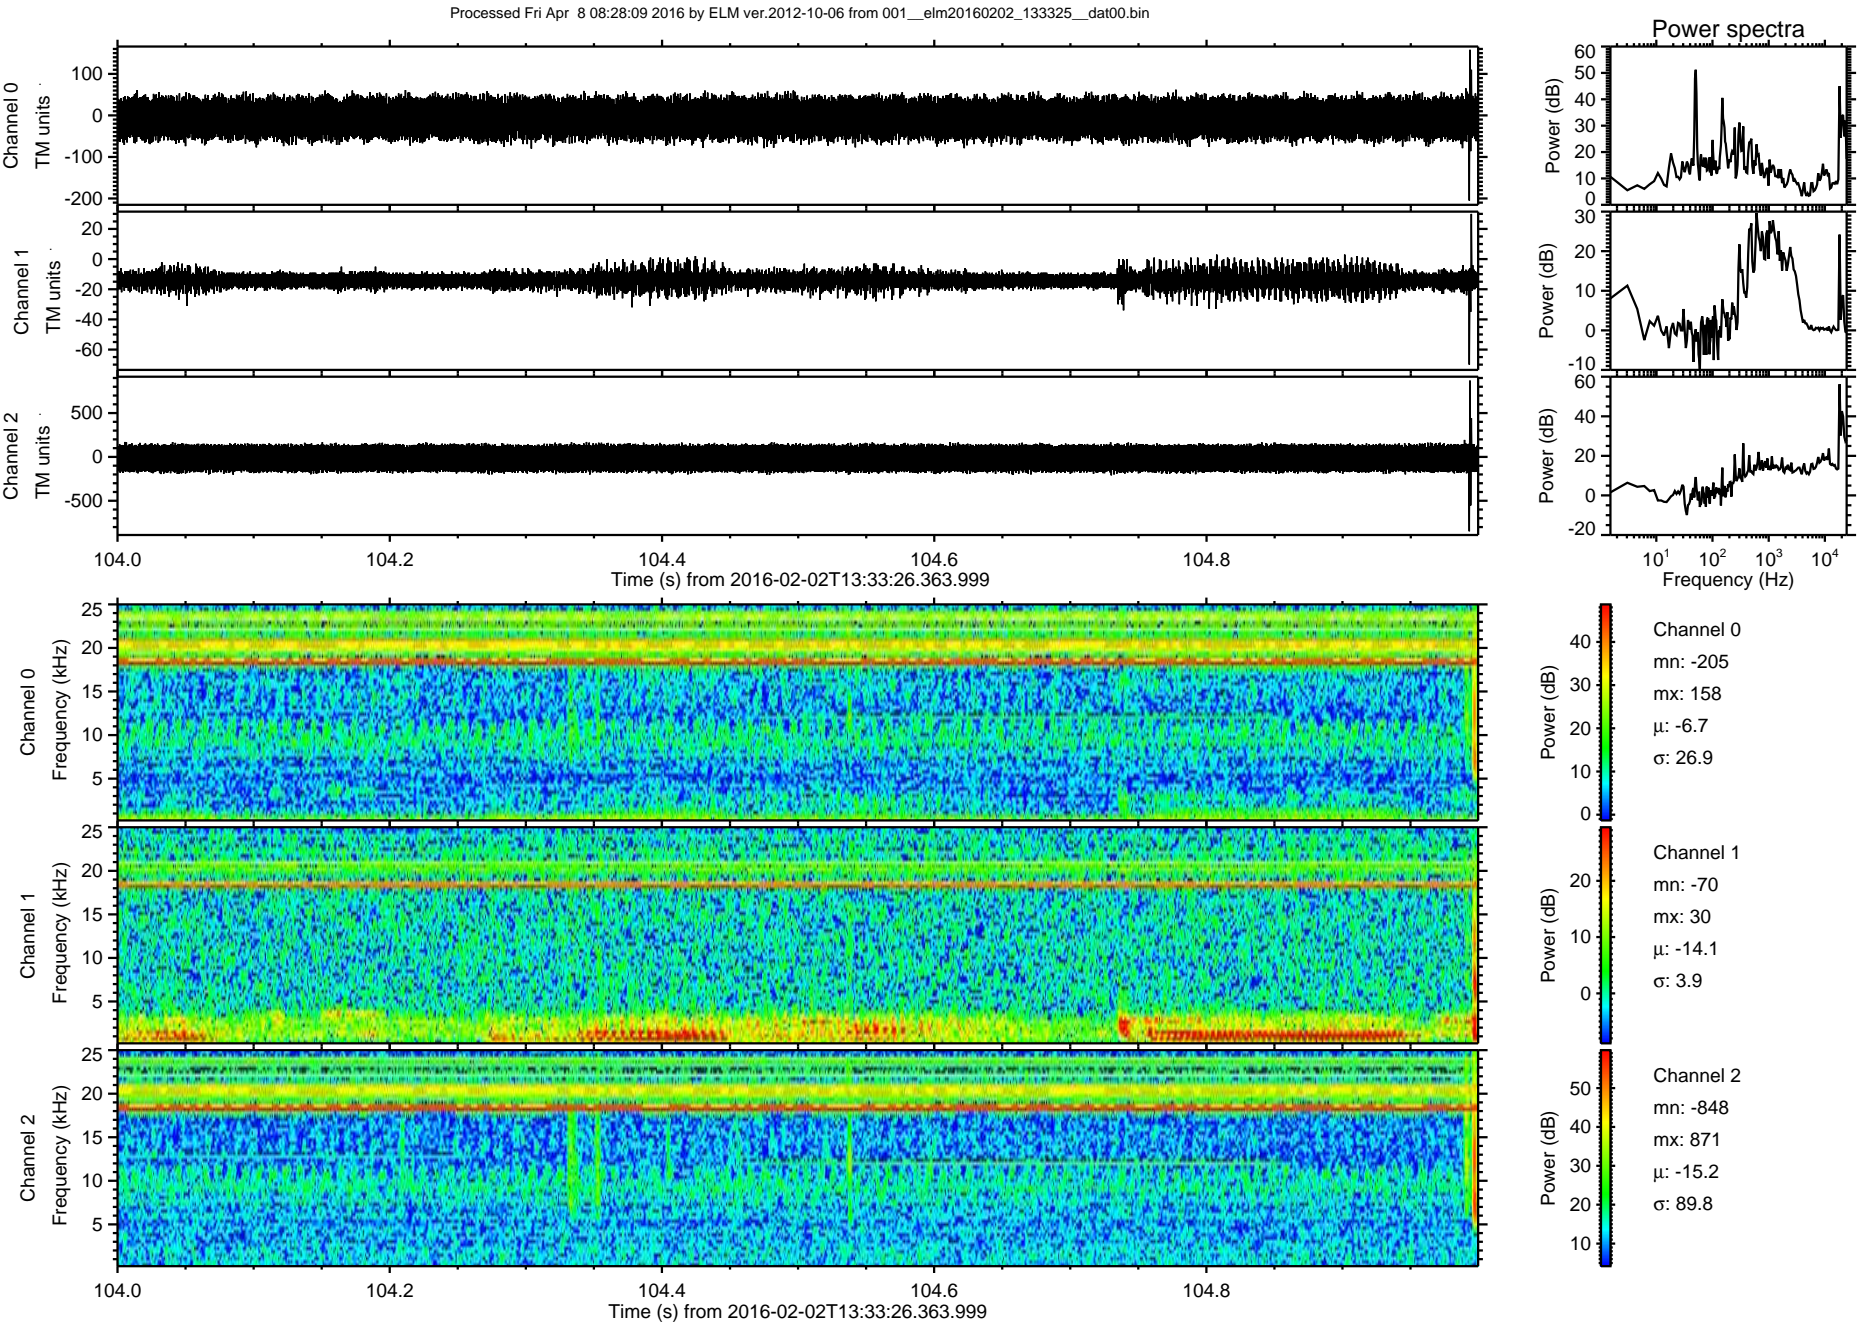 Processed Fri Apr  8 08:28:09 2016 by ELM ver.2012-10-06 from 001__elm20160202_133325__dat00.bin
Power spectra
Channel 0
TM units
100
0
-100
-200
Power (dB)
60
50
40
30
20
10
0
Channel 1
TM units
20
0
-20
-40
-60
Power (dB)
30
20
10
0
-10
Channel 2
TM units
500
0
-500
Power (dB)
60
40
20
0
-20
104.0 104.2 104.4 104.6 104.8
Time (s) from 2016-02-02T13:33:26.363.999
10¹ 10² 10³ 10⁴
Frequency (Hz)
Channel 0
Frequency (kHz)
25
20
15
10
5
Power (dB)
40
30
20
10
0
Channel 0
mn: -205
mx: 158
μ: -6.7
σ: 26.9
Channel 1
Frequency (kHz)
25
20
15
10
5
Power (dB)
20
10
0
Channel 1
mn: -70
mx: 30
μ: -14.1
σ: 3.9
Channel 2
Frequency (kHz)
25
20
15
10
5
Power (dB)
50
40
30
20
10
Channel 2
mn: -848
mx: 871
μ: -15.2
σ: 89.8
104.0 104.2 104.4 104.6 104.8
Time (s) from 2016-02-02T13:33:26.363.999